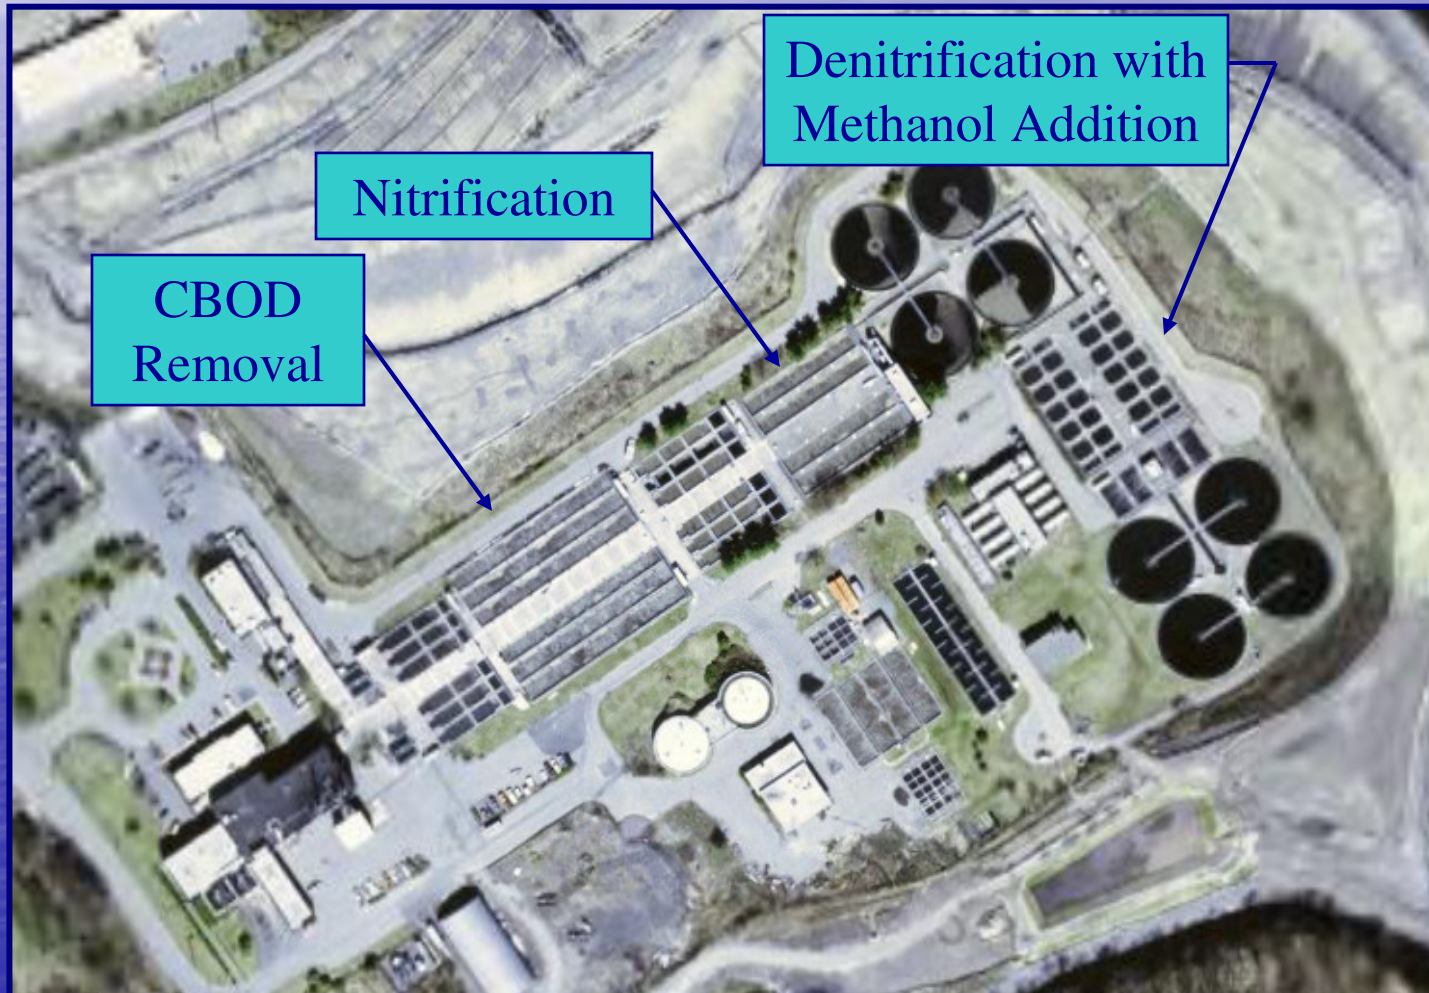 Denitrification with
Methanol Addition
Nitrification
CBOD
Removal